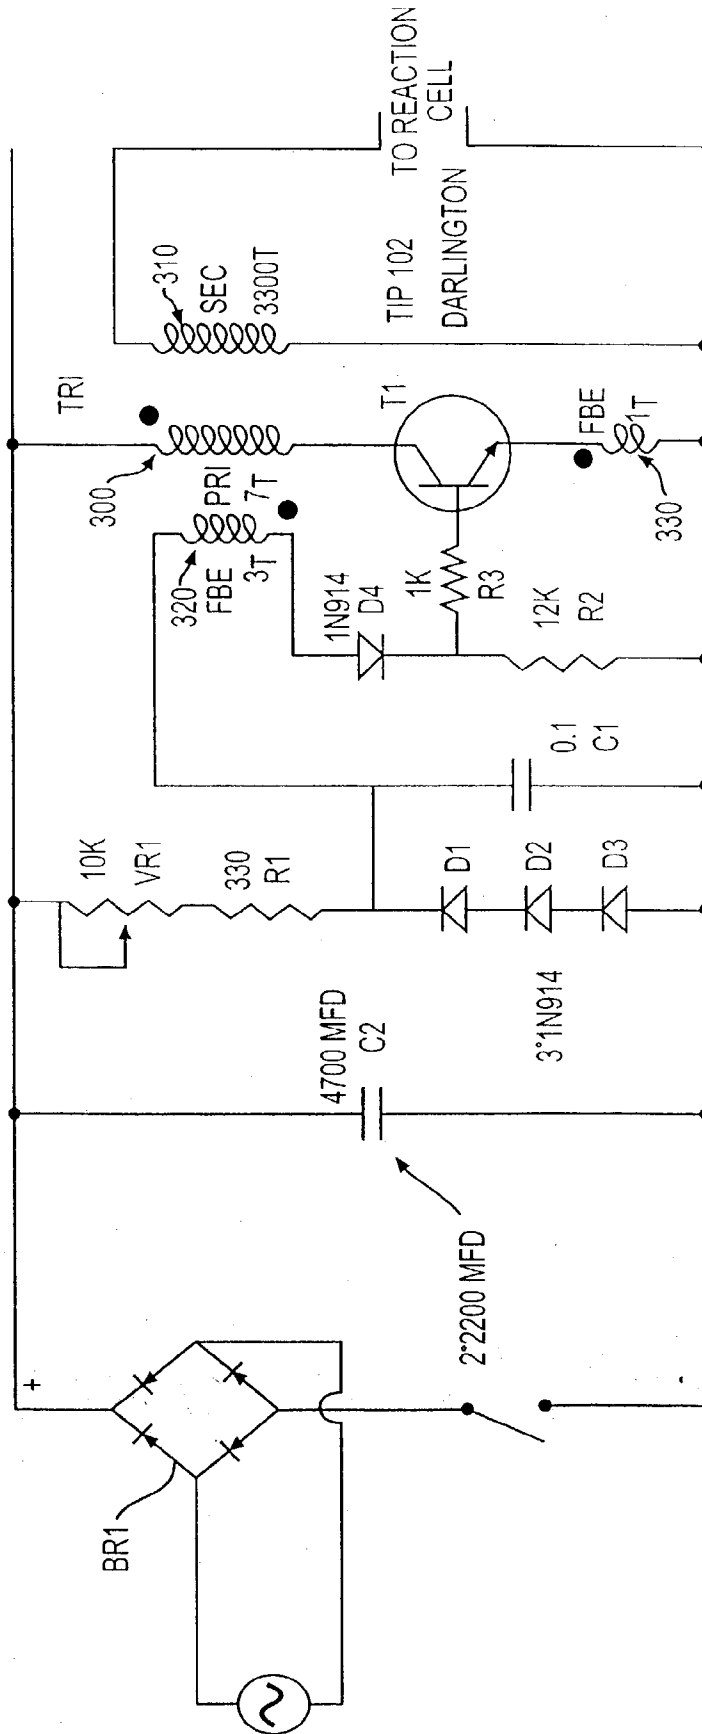 BR1
+
2*2200 MFD
4700 MFD
C2
10K
VR1
330
R1
3*1N914
D1
D2
D3
0.1
C1
320
FBE
3T
1N914
D4
1K
R3
12K
R2
300
PRI
7T
TRI
T1
FBE
1T
330
310
SEC
3300T
TIP 102
DARLINGTON
TO REACTION
CELL